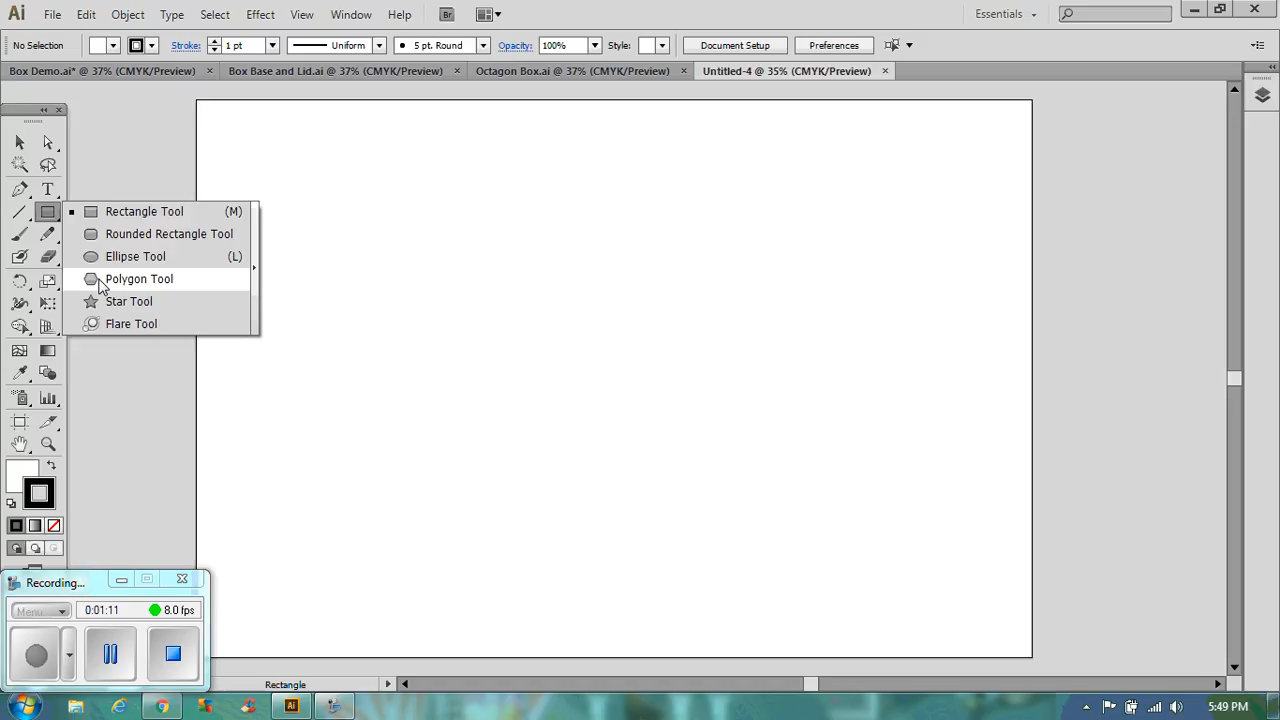 Ai File Edit Object Type Select Effect View Window Help Br Essentials
No Selection Stroke: 1 pt Uniform 5 pt. Round Opacity: 100% Style: Document Setup Preferences
Box Demo.ai* @ 37% (CMYK/Preview) × Box Base and Lid.ai @ 37% (CMYK/Preview) × Octagon Box.ai @ 37% (CMYK/Preview) × Untitled-4 @ 35% (CMYK/Preview) ×
T
Rectangle Tool (M)
Rounded Rectangle Tool
Ellipse Tool (L)
Polygon Tool
Star Tool
Flare Tool
Recording...
Menu 0:01:11 8.0 fps
Rectangle
Ai 5:49 PM